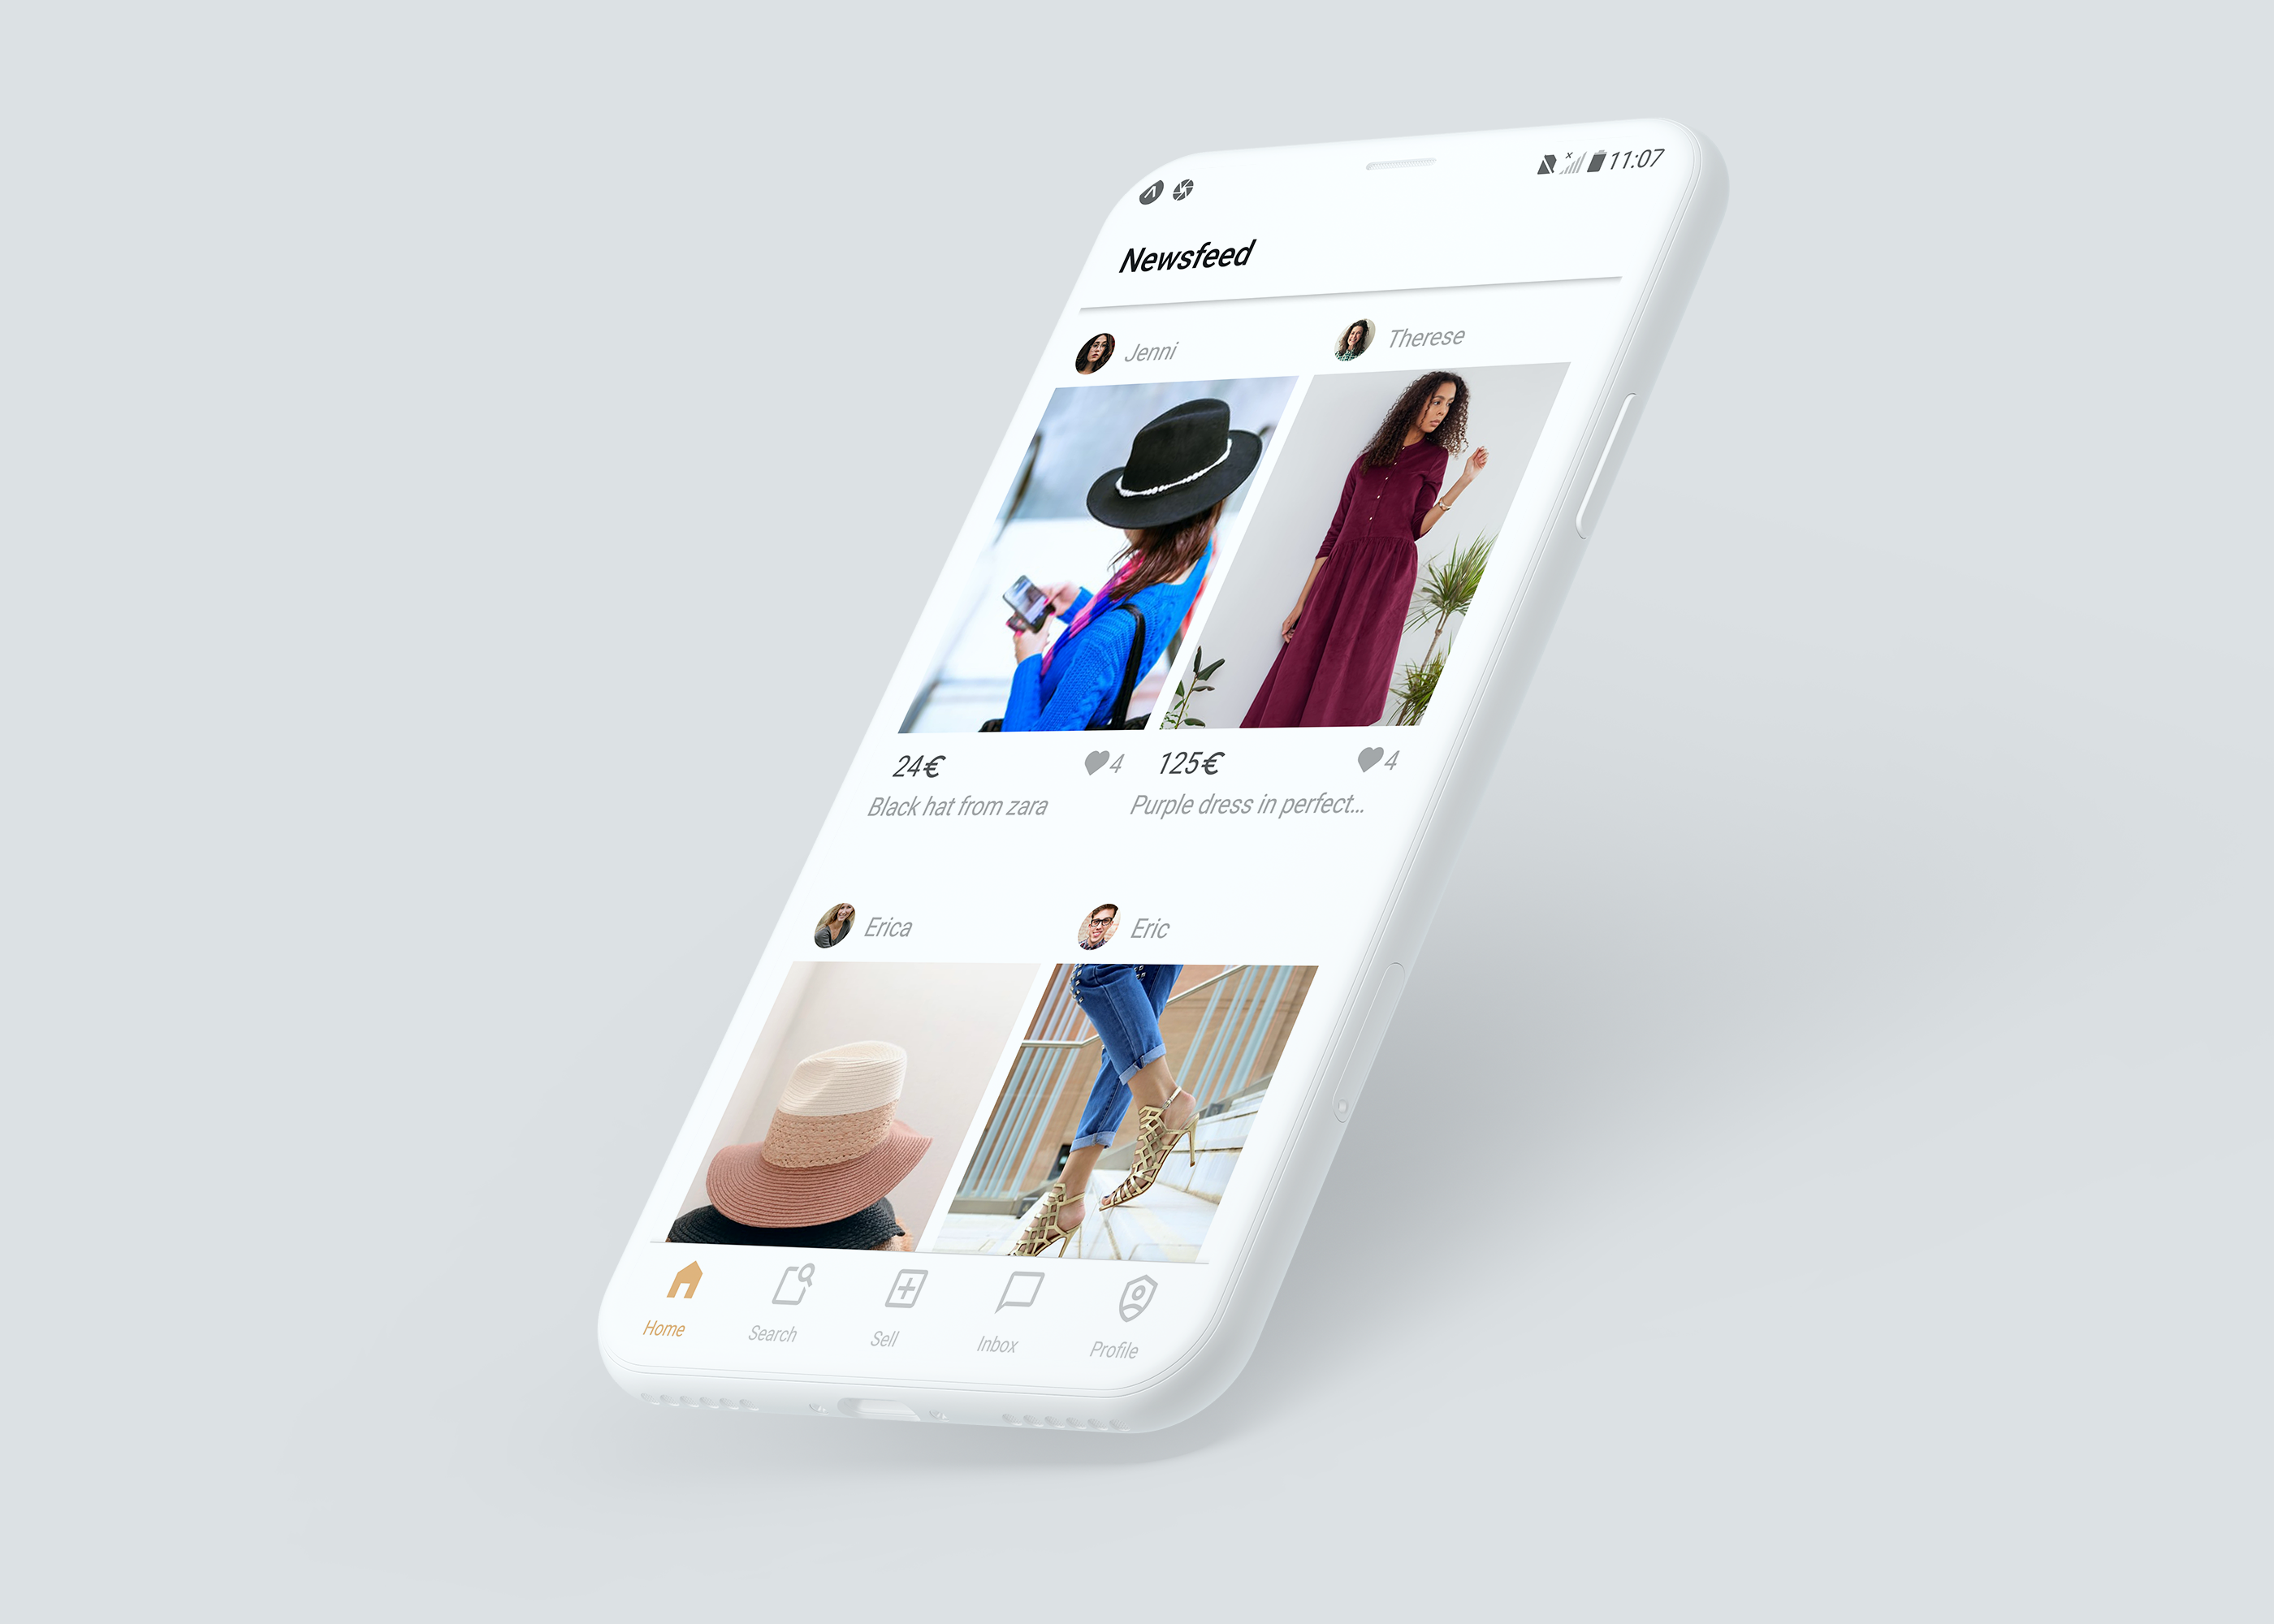 11:07
Newsfeed
Jenni
Therese
24€
4
125€
4
Black hat from zara
Purple dress in perfect...
Erica
Eric
Home
Search
Sell
Inbox
Profile